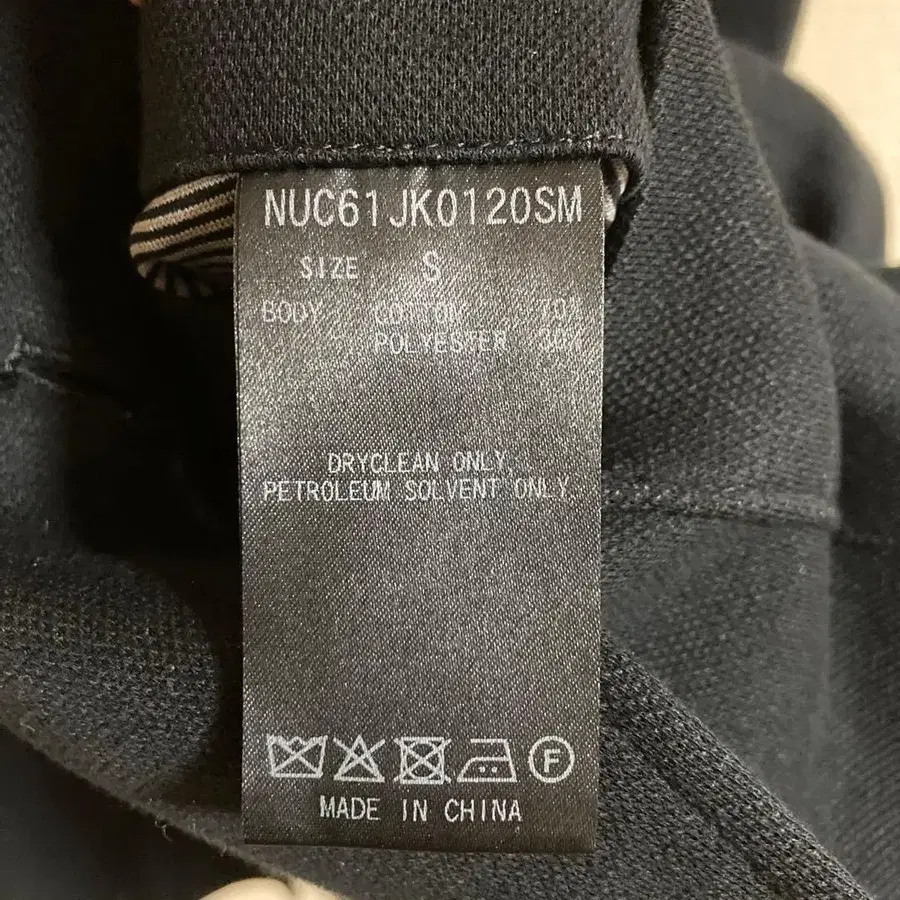 NUC61JK0120SM
SIZE S
BODY COTTON 70%
POLYESTER 30%
DRYCLEAN ONLY.
PETROLEUM SOLVENT ONLY.
F
MADE IN CHINA